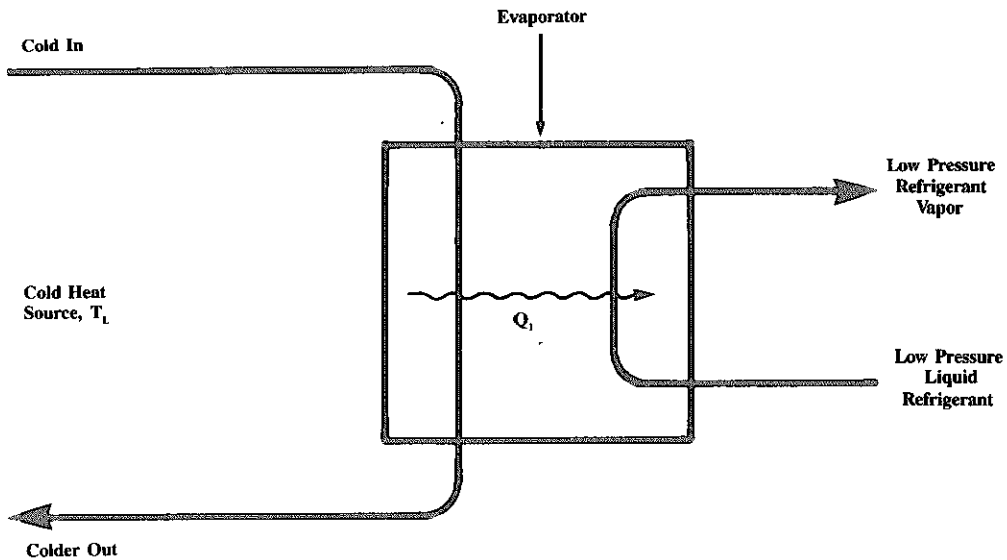 Evaporator
Cold In
Low Pressure
Refrigerant
Vapor
Cold Heat
Source, T_L
Q_1
Low Pressure
Liquid
Refrigerant
Colder Out